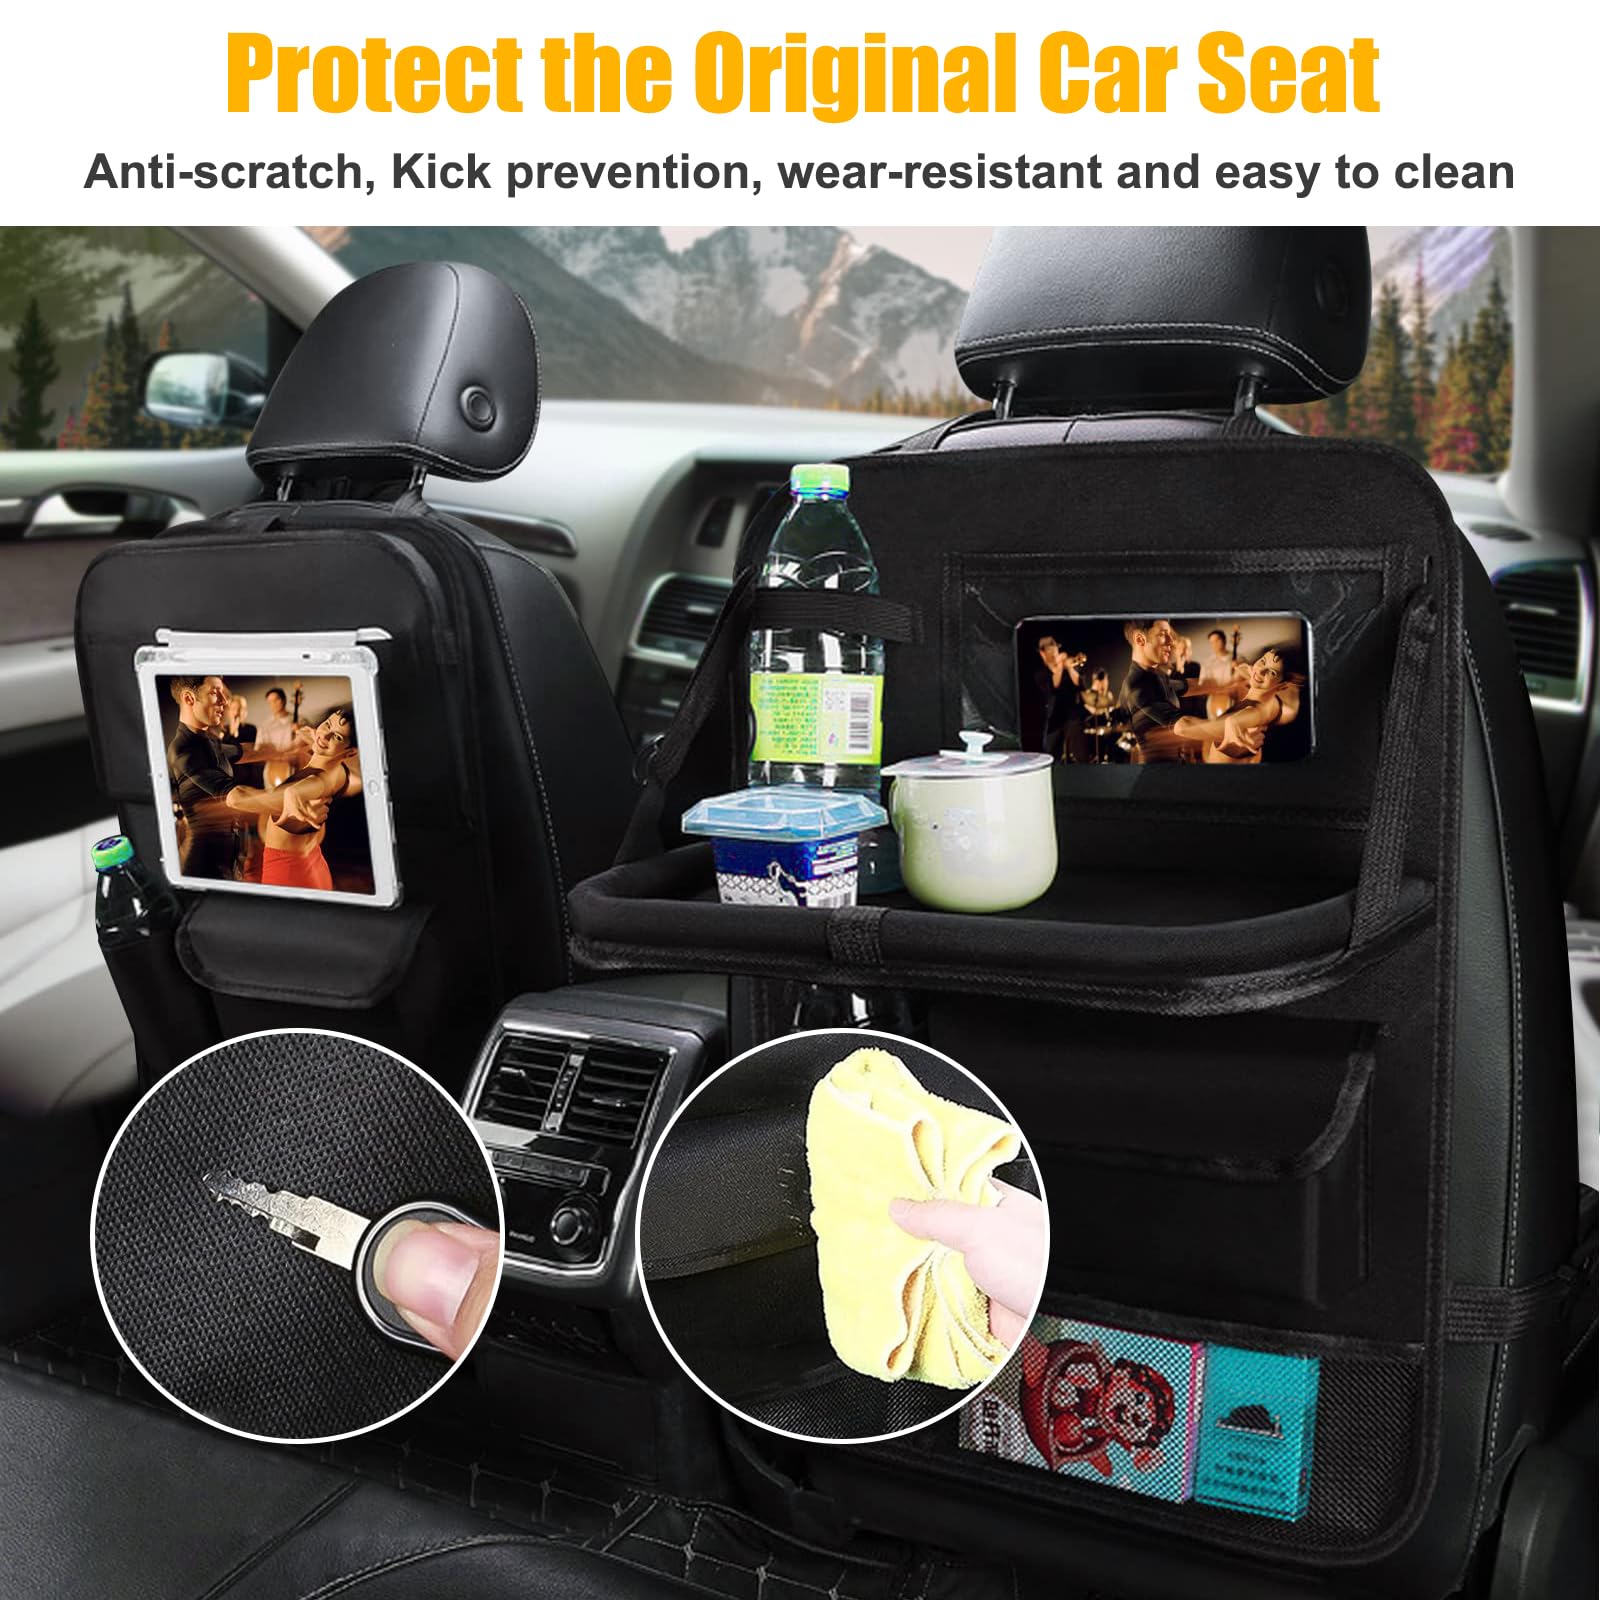 Protect the Original Car Seat
Anti-scratch, Kick prevention, wear-resistant and easy to clean